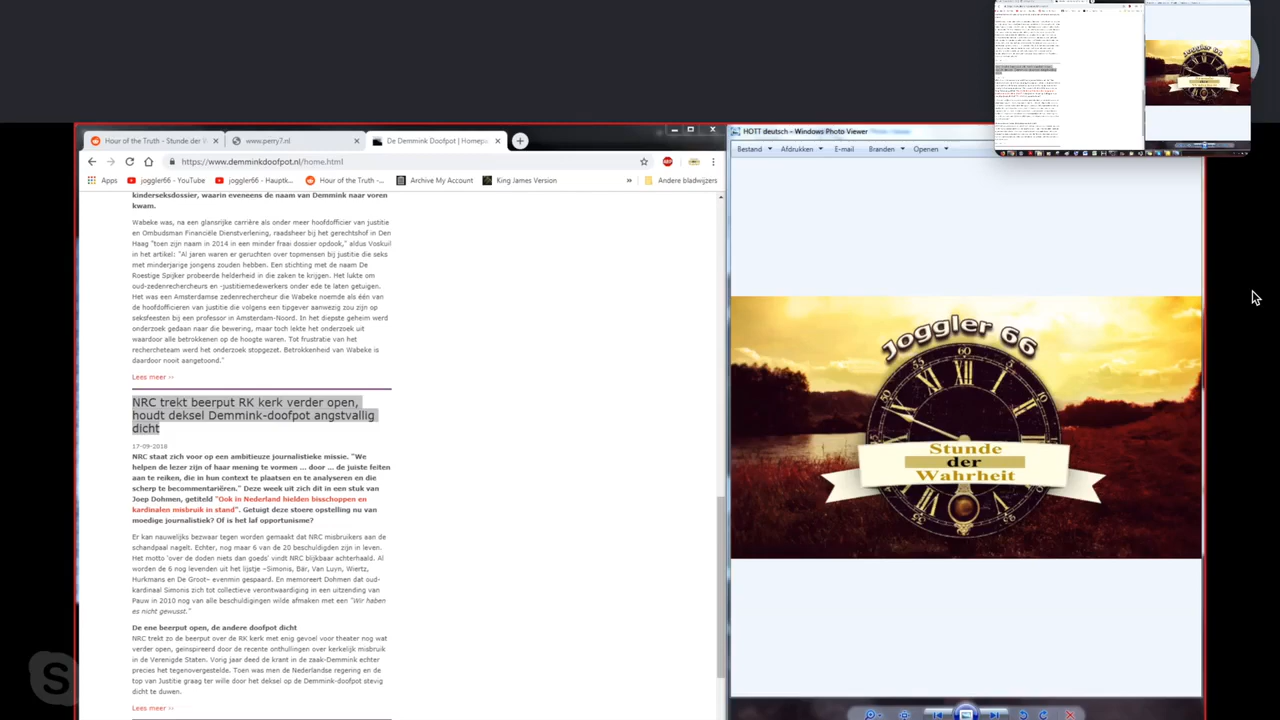 Hour of the Truth - Stunde der W
www.perry7.nl
De Demmink Doofpot | Homepa
https://www.demminkdoofpot.nl/home.html
Apps
joggler66 - YouTube
joggler66 - Hauptk...
Hour of the Truth -...
Archive My Account
King James Version
»
Andere bladwijzers
kinderseksdossier, waarin eveneens de naam van Demmink naar voren
kwam.
Wabeke was, na een glansrijke carrière als onder meer hoofdofficier van justitie
en Ombudsman Financiële Dienstverlening, raadsheer bij het gerechtshof in Den
Haag "toen zijn naam in 2014 in een minder fraai dossier opdook," aldus Voskuil
in het artikel: "Al jaren waren er geruchten over topmensen bij justitie die seks
met minderjarige jongens zouden hebben. Een stichting met de naam De
Roestige Spijker probeerde helderheid in die zaken te krijgen. Het lukte om
oud-zedenrechercheurs en -justitiemedewerkers onder ede te laten getuigen.
Het was een Amsterdamse zedenrechercheur die Wabeke noemde als één van
de hoofdofficieren van justitie die volgens een tipgever aanwezig zou zijn op
seksfeesten bij een professor in Amsterdam-Noord. In het diepste geheim werd
onderzoek gedaan naar die bewering, maar toch lekte het onderzoek uit
waardoor alle betrokkenen op de hoogte waren. Tot frustratie van het
rechercheteam werd het onderzoek stopgezet. Betrokkenheid van Wabeke is
daardoor nooit aangetoond."
Lees meer >>
NRC trekt beerput RK kerk verder open,
houdt deksel Demmink-doofpot angstvallig
dicht
17-09-2018
NRC staat zich voor op een ambitieuze journalistieke missie. "We
helpen de lezer zijn of haar mening te vormen ... door ... de juiste feiten
aan te reiken, die in hun context te plaatsen en te analyseren en die
scherp te becommentariëren." Deze week uit zich dit in een stuk van
Joep Dohmen, getiteld "Ook in Nederland hielden bisschoppen en
kardinalen misbruik in stand". Getuigt deze stoere opstelling nu van
moedige journalistiek? Of is het laf opportunisme?
Er kan nauwelijks bezwaar tegen worden gemaakt dat NRC misbruikers aan de
schandpaal nagelt. Echter, nog maar 6 van de 20 beschuldigden zijn in leven.
Het motto 'over de doden niets dan goeds' vindt NRC blijkbaar achterhaald. Al
worden de 6 nog levenden uit het lijstje –Simonis, Bär, Van Luyn, Wiertz,
Hurkmans en De Groot– evenmin gespaard. En memoreert Dohmen dat oud-
kardinaal Simonis zich tot collectieve verontwaardiging in een uitzending van
Pauw in 2010 nog van alle beschuldigingen wilde afmaken met een "Wir haben
es nicht gewusst."
De ene beerput open, de andere doofpot dicht
NRC trekt zo de beerput over de RK kerk met enig gevoel voor theater nog wat
verder open, geinspireerd door de recente onthullingen over kerkelijk misbruik
in de Verenigde Staten. Vorig jaar deed de krant in de zaak-Demmink echter
precies het tegenovergestelde. Toen was men de Nederlandse regering en de
top van Justitie graag ter wille door het deksel op de Demmink-doofpot stevig
dicht te duwen.
Lees meer >>
HOTT deutsch - Windows Photo Viewer
Bestand
Afdrukken
E-mail
Branden
Openen
Joggler 66
Stunde
der
Wahrheit